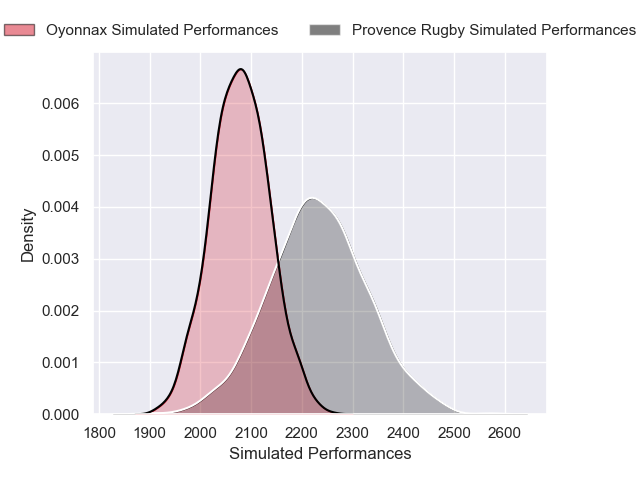 Oyonnax Simulated Performances Provence Rugby Simulated Performances
0.006
0.005
0.004
0.003
0.002
0.001
0.000
Density
1800 1900 2000 2100 2200 2300 2400 2500 2600
Simulated Performances